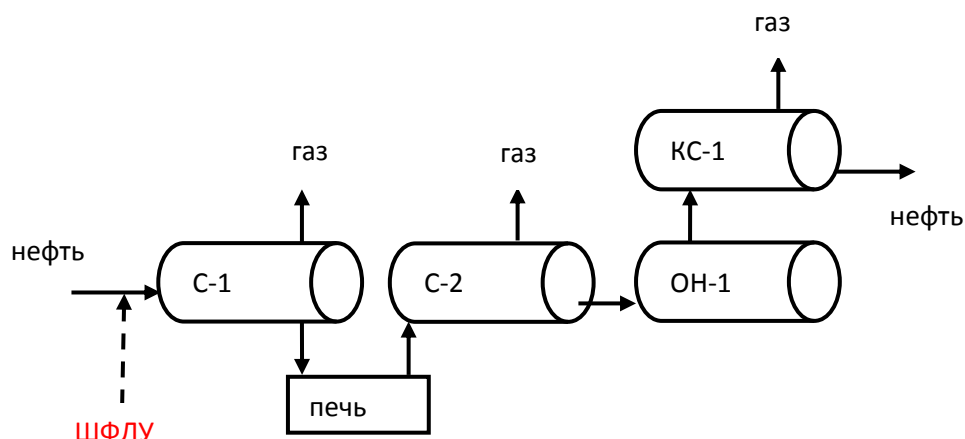 газ
КС-1
газ
газ
нефть
нефть
С-1
С-2
ОН-1
печь
ШФЛУ